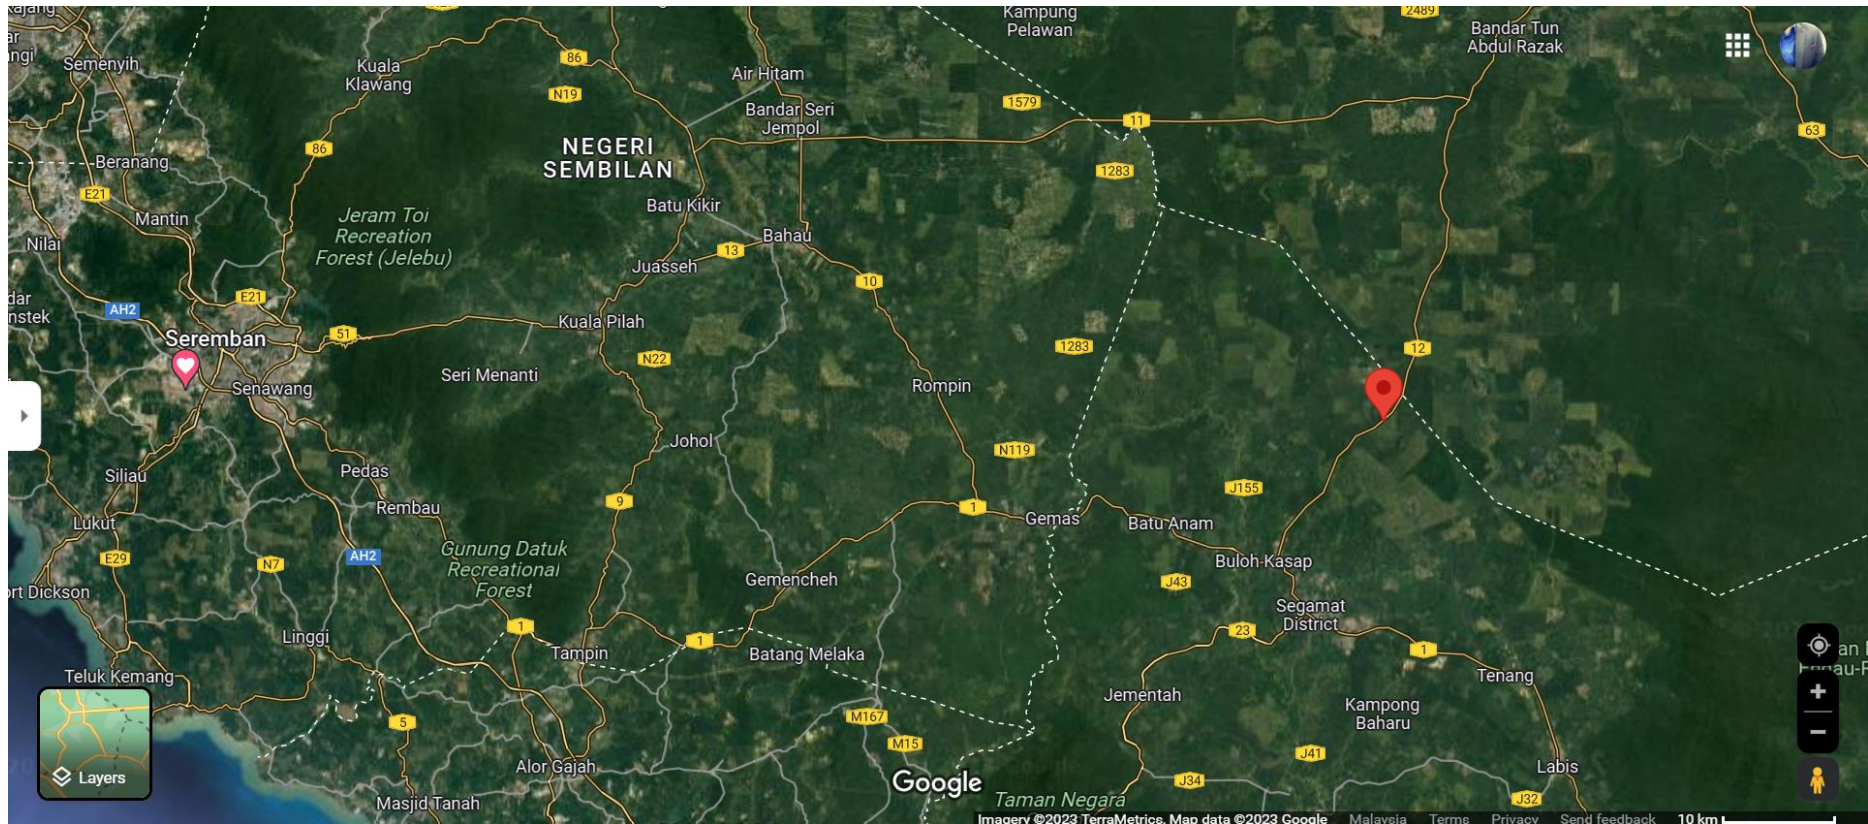 Kajang
Kampung
Pelawan
2489
Bandar Tun
Abdul Razak
Semenyih
Kuala
Klawang
86
N19
Air Hitam
Bandar Seri
Jempol
1579
11
63
NEGERI
SEMBILAN
86
Beranang
E21
1283
Mantin
Nilai
Jeram Toi
Recreation
Forest (Jelebu)
Batu Kikir
Bahau
13
Juasseh
10
dar
nstek
AH2
E21
Seremban
51
Kuala Pilah
N22
1283
12
Senawang
Seri Menanti
Rompin
Johol
N119
Siliau
Pedas
J155
Rembau
9
1
Gemas
Batu Anam
Lukut
E29
N7
AH2
Gunung Datuk
Recreational
Forest
Gemencheh
Buloh Kasap
J43
ort Dickson
Segamat
District
Linggi
1
1
23
1
Tampin
Batang Melaka
Teluk Kemang
Tenang
Jementah
Kampong
Baharu
5
M167
M15
J41
Alor Gajah
Labis
Layers
Google
J34
Masjid Tanah
Taman Negara
J32
Imagery ©2023 TerraMetrics, Map data ©2023 Google Malaysia Terms Privacy Send feedback 10 km